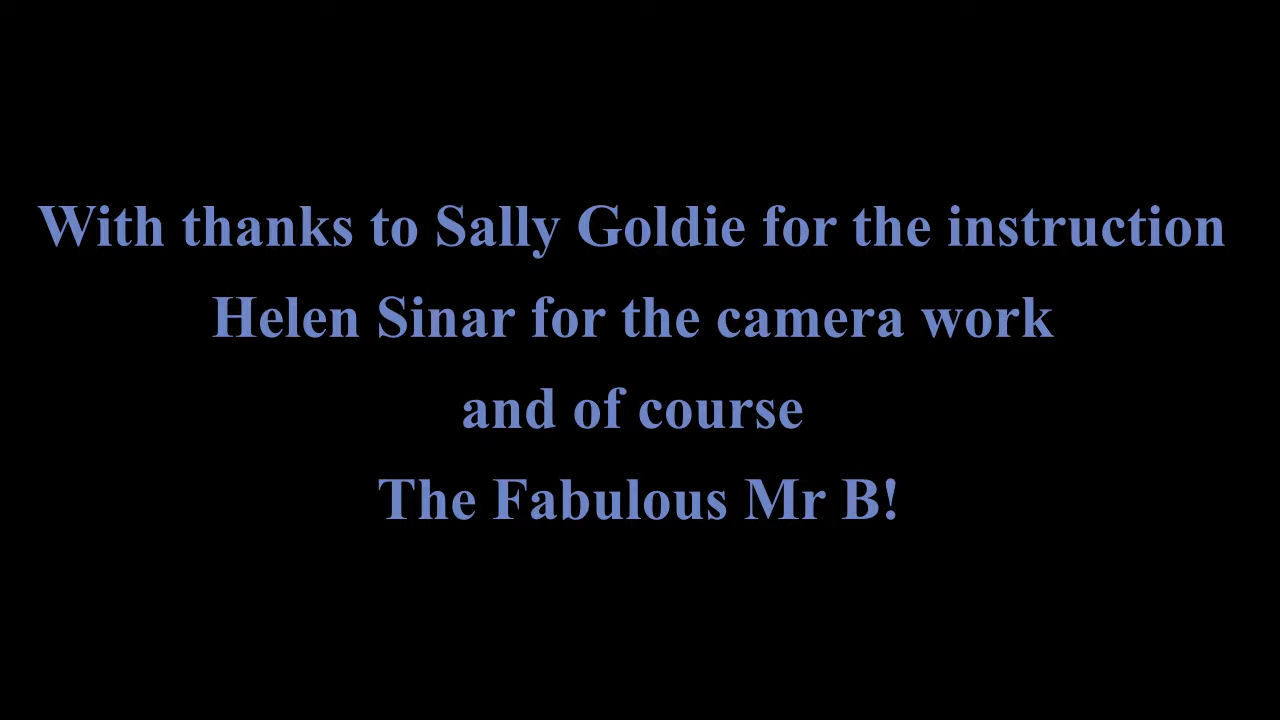 With thanks to Sally Goldie for the instruction
Helen Sinar for the camera work
and of course
The Fabulous Mr B!